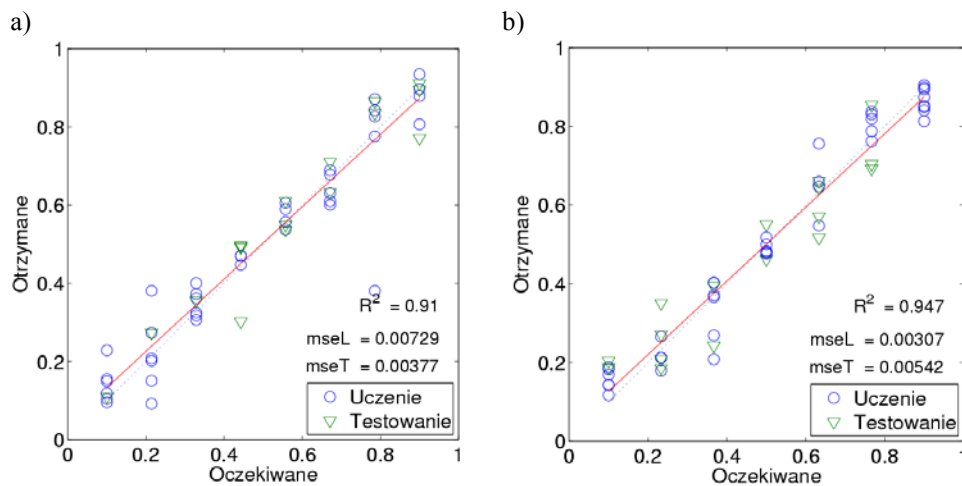 a)
1
0.8
0.6
0.4
0.2
0
0 0.2 0.4 0.6 0.8 1
Otrzymane
Oczekiwane
R² = 0.91
mseL = 0.00729
mseT = 0.00377
Uczenie
Testowanie
b)
1
0.8
0.6
0.4
0.2
0
0 0.2 0.4 0.6 0.8 1
Otrzymane
Oczekiwane
R² = 0.947
mseL = 0.00307
mseT = 0.00542
Uczenie
Testowanie